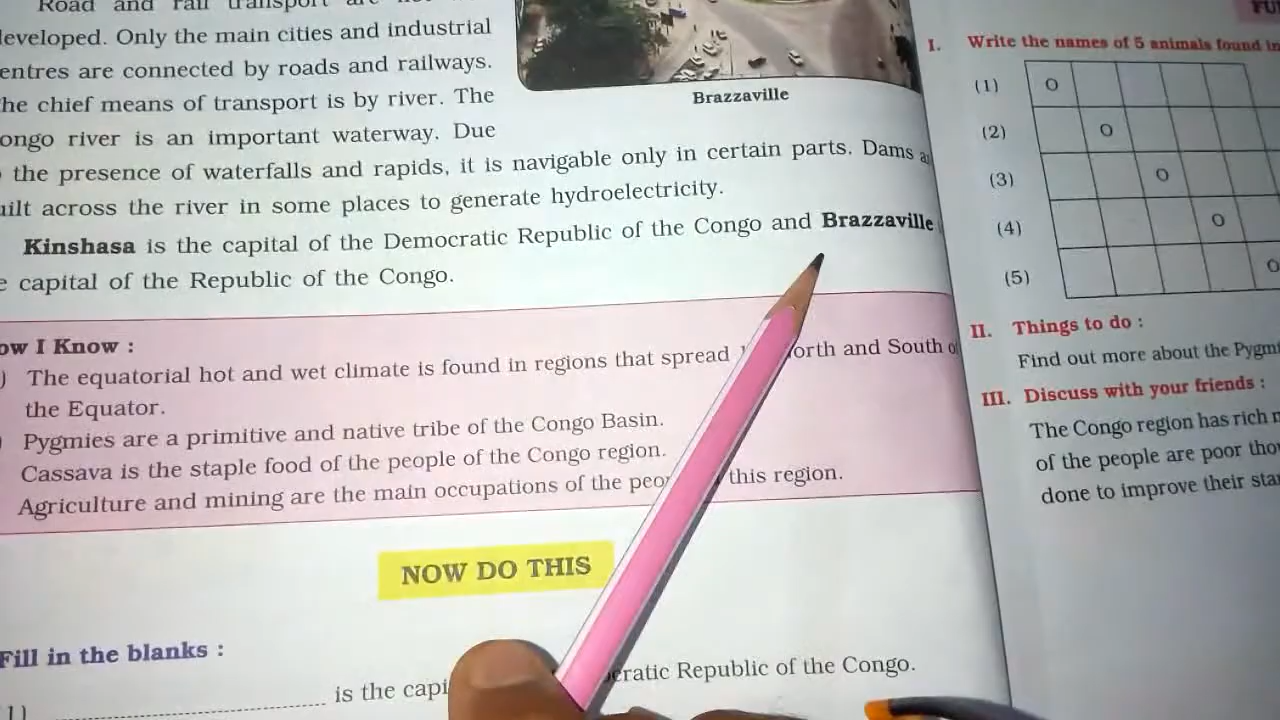 Road and rail transport are
developed. Only the main cities and industrial
entres are connected by roads and railways.
he chief means of transport is by river. The
ongo river is an important waterway. Due
the presence of waterfalls and rapids, it is navigable only in certain parts. Dams
uilt across the river in some places to generate hydroelectricity.
Kinshasa is the capital of the Democratic Republic of the Congo and Brazzaville
e capital of the Republic of the Congo.
Brazzaville
ow I Know :
) The equatorial hot and wet climate is found in regions that spread orth and South o
the Equator.
) Pygmies are a primitive and native tribe of the Congo Basin.
Cassava is the staple food of the people of the Congo region.
Agriculture and mining are the main occupations of the peo this region.
NOW DO THIS
Fill in the blanks :
1) is the capi cratic Republic of the Congo.
FU
I. Write the names of 5 animals found in
(1) O
(2) O
(3) O
(4) O
(5) O
II. Things to do :
Find out more about the Pygm
III. Discuss with your friends :
The Congo region has rich
of the people are poor tho
done to improve their sta